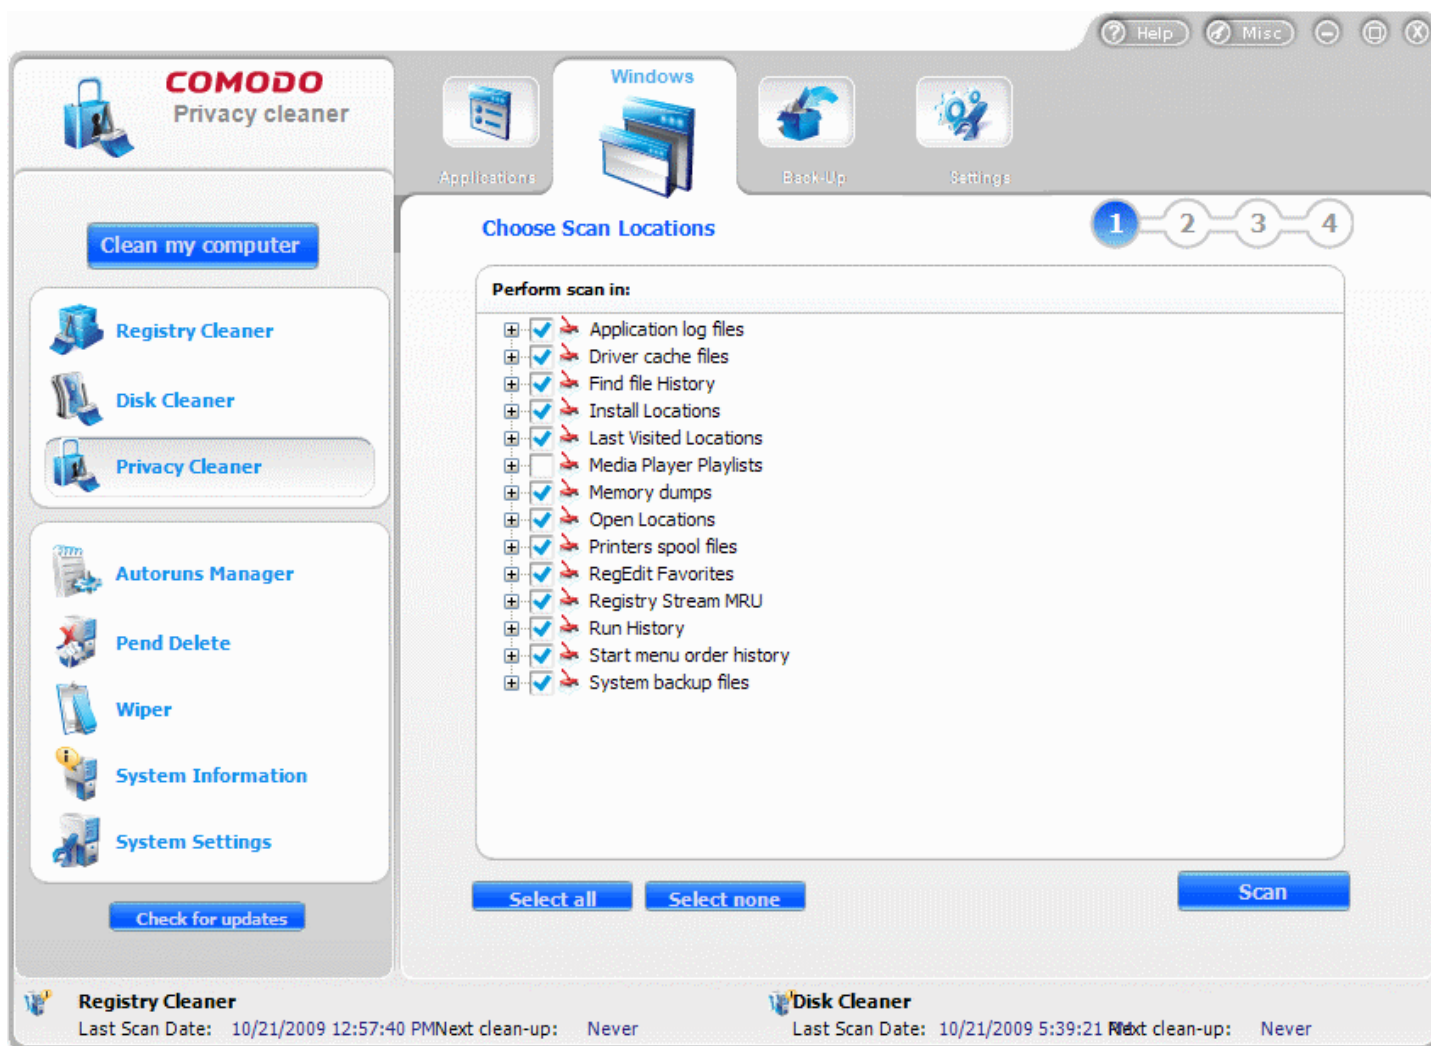 Help
Misc
COMODO
Privacy cleaner
Applications
Windows
Back-Up
Settings
Clean my computer
Registry Cleaner
Disk Cleaner
Privacy Cleaner
Autoruns Manager
Pend Delete
Wiper
System Information
System Settings
Check for updates
Choose Scan Locations
1 2 3 4
Perform scan in:
Application log files
Driver cache files
Find file History
Install Locations
Last Visited Locations
Media Player Playlists
Memory dumps
Open Locations
Printers spool files
RegEdit Favorites
Registry Stream MRU
Run History
Start menu order history
System backup files
Select all
Select none
Scan
Registry Cleaner
Last Scan Date: 10/21/2009 12:57:40 PM Next clean-up: Never
Disk Cleaner
Last Scan Date: 10/21/2009 5:39:21 Next clean-up: Never